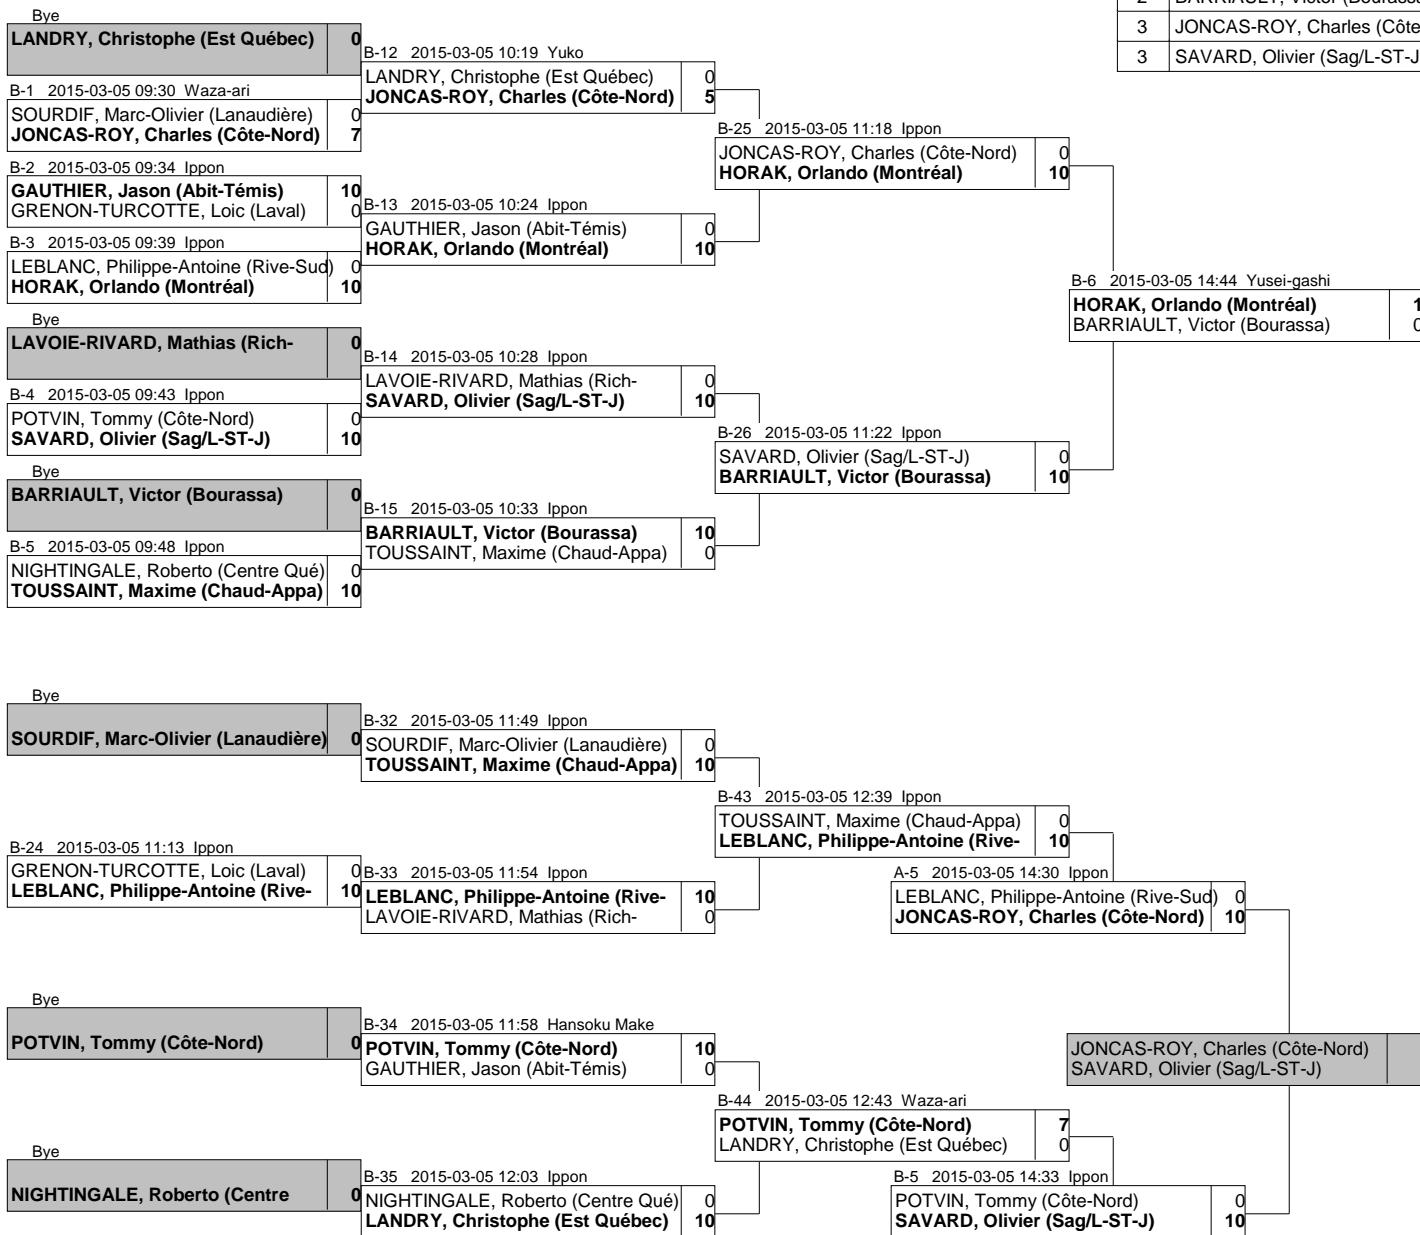 2 BARRIAULT, Victor (Bourass
3 JONCAS-ROY, Charles (Côte
3 SAVARD, Olivier (Sag/L-ST-J
Bye
LANDRY, Christophe (Est Québec) 0
B-1 2015-03-05 09:30 Waza-ari
SOURDIF, Marc-Olivier (Lanaudière) 0
JONCAS-ROY, Charles (Côte-Nord) 7
B-2 2015-03-05 09:34 Ippon
GAUTHIER, Jason (Abit-Témis) 10
GRENON-TURCOTTE, Loic (Laval) 0
B-3 2015-03-05 09:39 Ippon
LEBLANC, Philippe-Antoine (Rive-Sud) 0
HORAK, Orlando (Montréal) 10
Bye
LAVOIE-RIVARD, Mathias (Rich- 0
B-4 2015-03-05 09:43 Ippon
POTVIN, Tommy (Côte-Nord) 0
SAVARD, Olivier (Sag/L-ST-J) 10
Bye
BARRIAULT, Victor (Bourassa) 0
B-5 2015-03-05 09:48 Ippon
NIGHTINGALE, Roberto (Centre Qué) 0
TOUSSAINT, Maxime (Chaud-Appa) 10
B-12 2015-03-05 10:19 Yuko
LANDRY, Christophe (Est Québec) 0
JONCAS-ROY, Charles (Côte-Nord) 5
B-13 2015-03-05 10:24 Ippon
GAUTHIER, Jason (Abit-Témis) 0
HORAK, Orlando (Montréal) 10
B-14 2015-03-05 10:28 Ippon
LAVOIE-RIVARD, Mathias (Rich- 0
SAVARD, Olivier (Sag/L-ST-J) 10
B-15 2015-03-05 10:33 Ippon
BARRIAULT, Victor (Bourassa) 10
TOUSSAINT, Maxime (Chaud-Appa) 0
B-25 2015-03-05 11:18 Ippon
JONCAS-ROY, Charles (Côte-Nord) 0
HORAK, Orlando (Montréal) 10
B-26 2015-03-05 11:22 Ippon
SAVARD, Olivier (Sag/L-ST-J) 0
BARRIAULT, Victor (Bourassa) 10
B-6 2015-03-05 14:44 Yusei-gashi
HORAK, Orlando (Montréal) 1
BARRIAULT, Victor (Bourassa) 0
Bye
SOURDIF, Marc-Olivier (Lanaudière) 0
B-24 2015-03-05 11:13 Ippon
GRENON-TURCOTTE, Loic (Laval) 0
LEBLANC, Philippe-Antoine (Rive- 10
Bye
POTVIN, Tommy (Côte-Nord) 0
Bye
NIGHTINGALE, Roberto (Centre 0
B-32 2015-03-05 11:49 Ippon
SOURDIF, Marc-Olivier (Lanaudière) 0
TOUSSAINT, Maxime (Chaud-Appa) 10
B-33 2015-03-05 11:54 Ippon
LEBLANC, Philippe-Antoine (Rive- 10
LAVOIE-RIVARD, Mathias (Rich- 0
B-34 2015-03-05 11:58 Hansoku Make
POTVIN, Tommy (Côte-Nord) 10
GAUTHIER, Jason (Abit-Témis) 0
B-35 2015-03-05 12:03 Ippon
NIGHTINGALE, Roberto (Centre Qué) 0
LANDRY, Christophe (Est Québec) 10
B-43 2015-03-05 12:39 Ippon
TOUSSAINT, Maxime (Chaud-Appa) 0
LEBLANC, Philippe-Antoine (Rive- 10
B-44 2015-03-05 12:43 Waza-ari
POTVIN, Tommy (Côte-Nord) 7
LANDRY, Christophe (Est Québec) 0
A-5 2015-03-05 14:30 Ippon
LEBLANC, Philippe-Antoine (Rive-Sud) 0
JONCAS-ROY, Charles (Côte-Nord) 10
B-5 2015-03-05 14:33 Ippon
POTVIN, Tommy (Côte-Nord) 0
SAVARD, Olivier (Sag/L-ST-J) 10
JONCAS-ROY, Charles (Côte-Nord)
SAVARD, Olivier (Sag/L-ST-J)